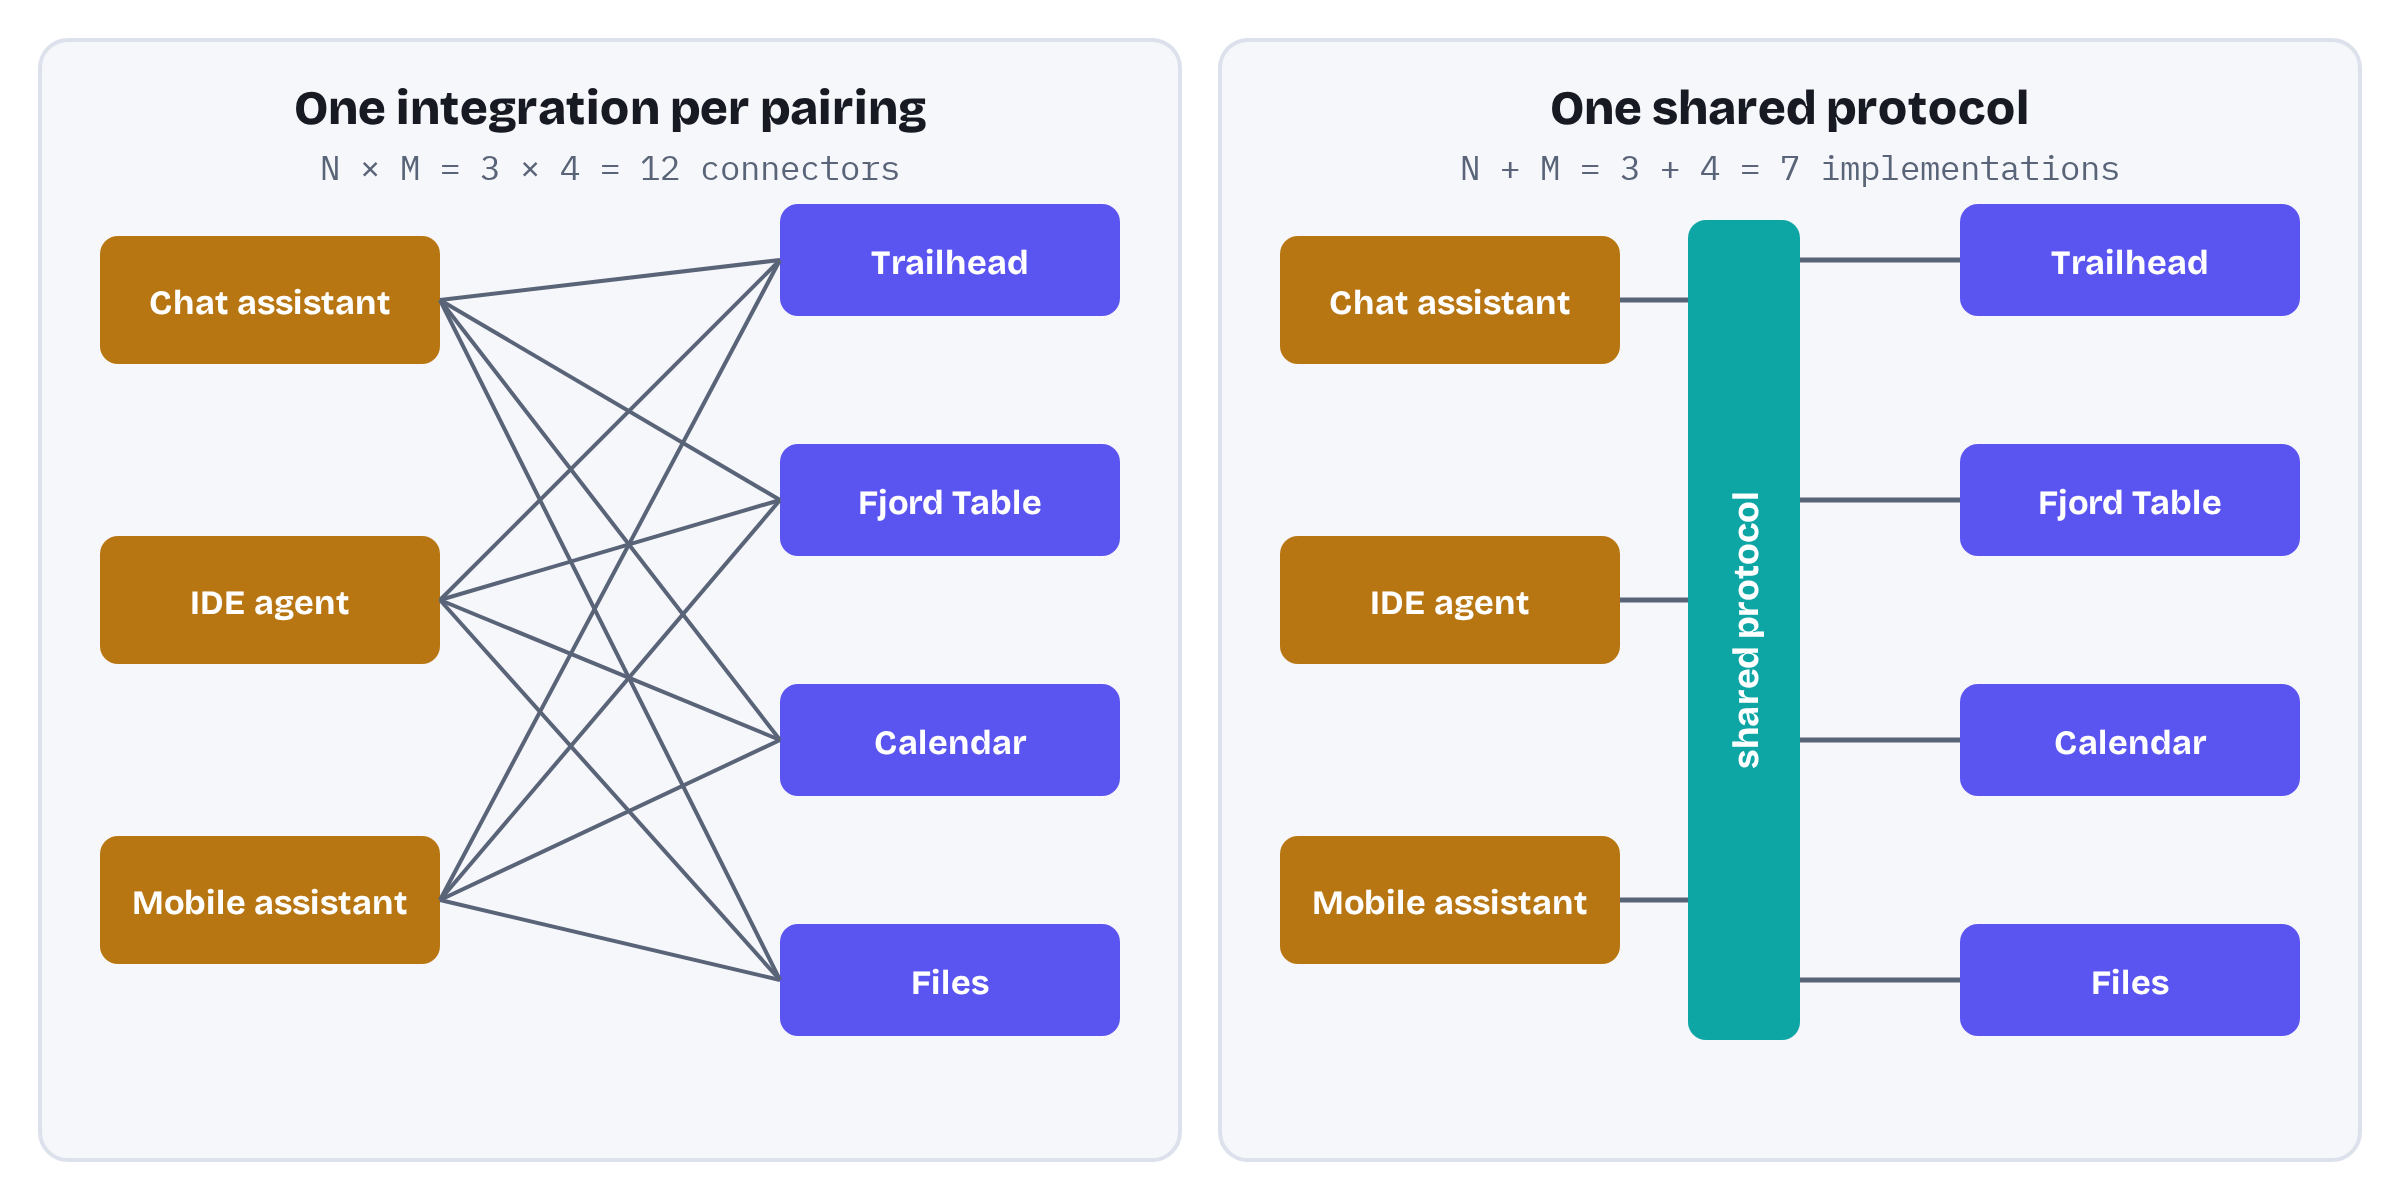 One integration per pairing
N × M = 3 × 4 = 12 connectors
Chat assistant
IDE agent
Mobile assistant
Trailhead
Fjord Table
Calendar
Files
One shared protocol
N + M = 3 + 4 = 7 implementations
Chat assistant
IDE agent
Mobile assistant
shared protocol
Trailhead
Fjord Table
Calendar
Files